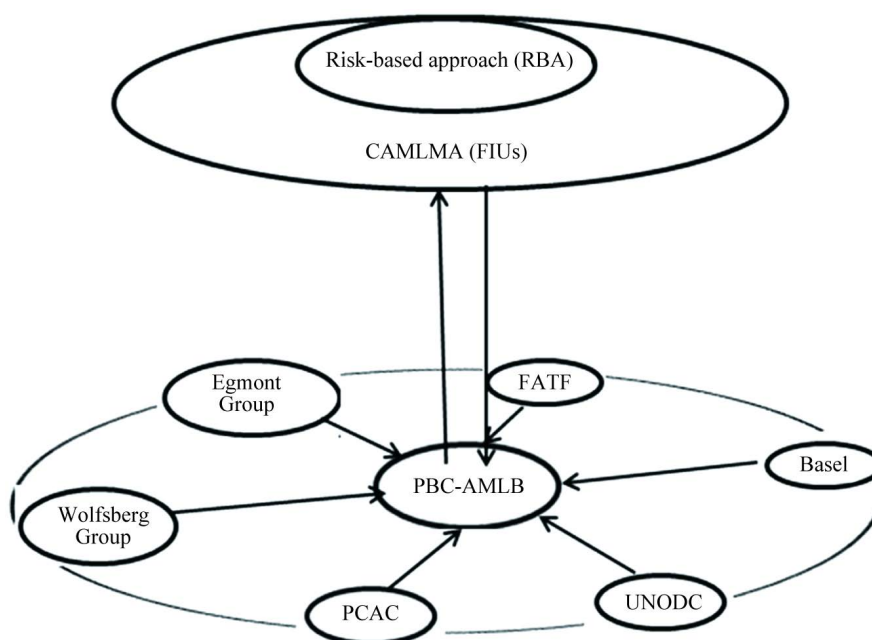 Risk-based approach (RBA)
CAMLMA (FIUs)
Egmont
Group
FATF
Basel
PBC-AMLB
Wolfsberg
Group
PCAC
UNODC